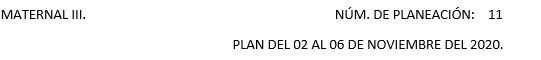 MATERNAL III. NÚM. DE PLANEACIÓN: 11
PLAN DEL 02 AL 06 DE NOVIEMBRE DEL 2020.